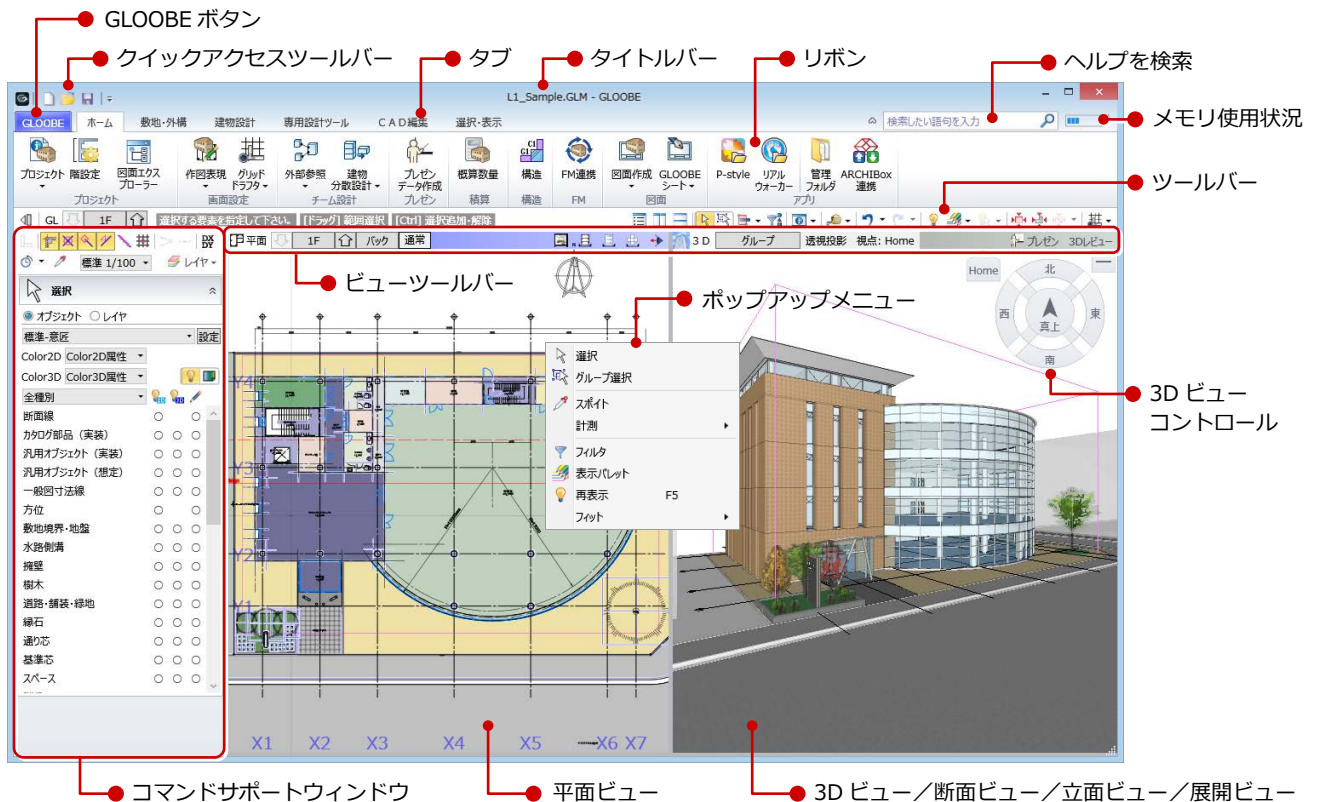 GLOOBE ボタン
クイックアクセスツールバー
タブ
タイトルバー
リボン
ヘルプを検索
L1_Sample.GLM - GLOOBE
GLOOBE ホーム 敷地・外構 建物設計 専用設計ツール CAD編集 選択・表示
検索したい語句を入力
メモリ使用状況
プロジェクト 階設定 図面エクスプローラー 作図表現 グリッドドラフタ 外部参照 建物分散設計 プレゼンデータ作成 概算数量 構造 FM連携 図面作成 GLOOBEシート P-style リアルウォーカー 管理フォルダ ARCHIBox連携
プロジェクト 画面設定 チーム設計 プレゼン 積算 構造 FM 図面 アプリ
ツールバー
GL 1F 選択する要素を指定して下さい。 [ドラッグ] 範囲選択 [Ctrl] 選択追加・解除
平面 1F バック 通常
3D グループ 透視投影 視点: Home プレゼン 3Dレビュー
標準 1/100 レイヤ
ビューツールバー
選択
オブジェクト レイヤ
標準-意匠 設定
Color2D Color2D属性
Color3D Color3D属性
全種別
断面線
カタログ部品(実装)
汎用オブジェクト(実装)
汎用オブジェクト(想定)
一般図寸法線
方位
敷地境界・地盤
水路側溝
擁壁
樹木
道路・舗装・緑地
縁石
通り芯
基準芯
スペース
ポップアップメニュー
選択
グループ選択
スポイト
計測
フィルタ
表示パレット
再表示 F5
フィット
Home
北
西
東
真上
南
3D ビュー
コントロール
Y4
Y3
Y2
Y1
X1 X2 X3 X4 X5 X6 X7
コマンドサポートウィンドウ
平面ビュー
3D ビュー/断面ビュー/立面ビュー/展開ビュー